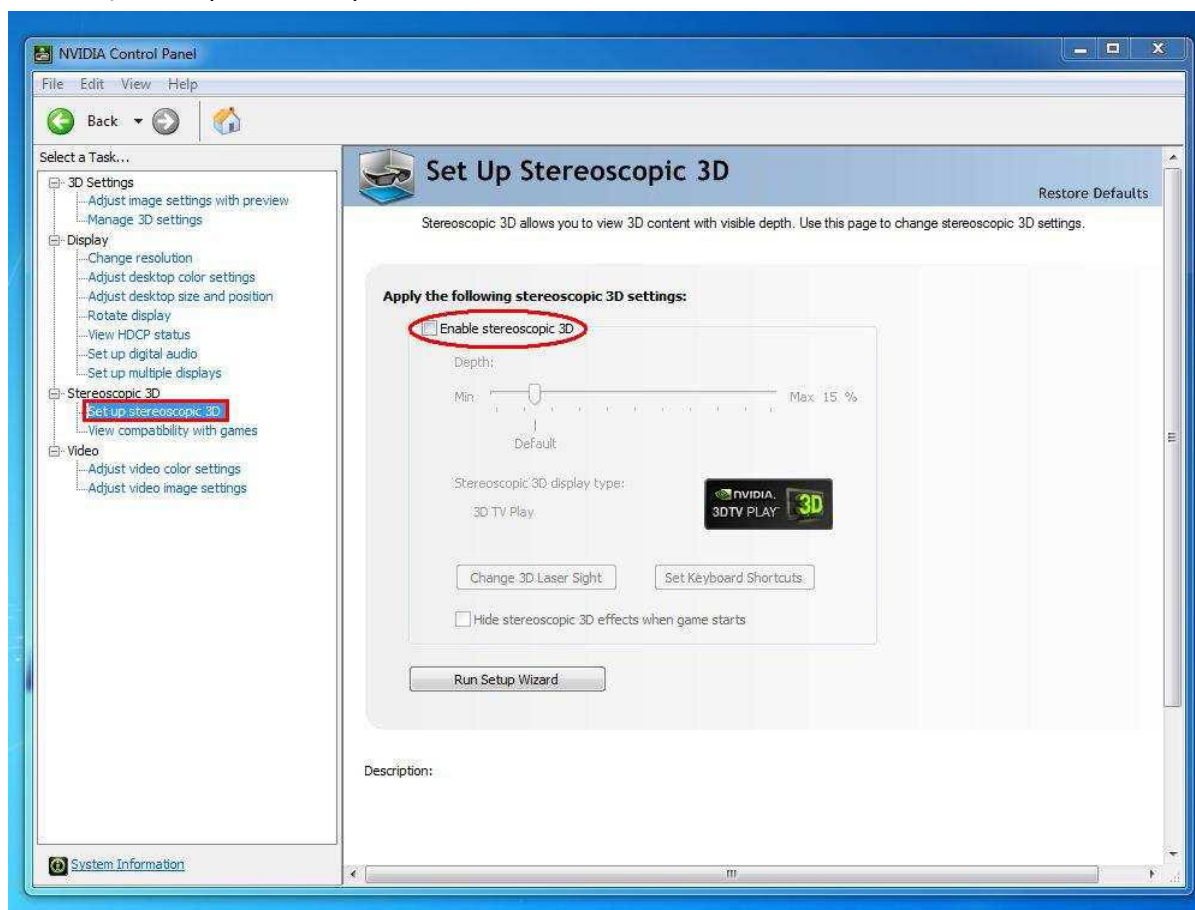 NVIDIA Control Panel
File Edit View Help
Back
Select a Task...
3D Settings
Adjust image settings with preview
Manage 3D settings
Display
Change resolution
Adjust desktop color settings
Adjust desktop size and position
Rotate display
View HDCP status
Set up digital audio
Set up multiple displays
Stereoscopic 3D
Set up stereoscopic 3D
View compatibility with games
Video
Adjust video color settings
Adjust video image settings
System Information
Set Up Stereoscopic 3D
Restore Defaults
Stereoscopic 3D allows you to view 3D content with visible depth. Use this page to change stereoscopic 3D settings.
Apply the following stereoscopic 3D settings:
Enable stereoscopic 3D
Depth:
Min Max 15 %
Default
Stereoscopic 3D display type:
3D TV Play
NVIDIA.
3DTV PLAY 3D
Change 3D Laser Sight Set Keyboard Shortcuts
Hide stereoscopic 3D effects when game starts
Run Setup Wizard
Description: